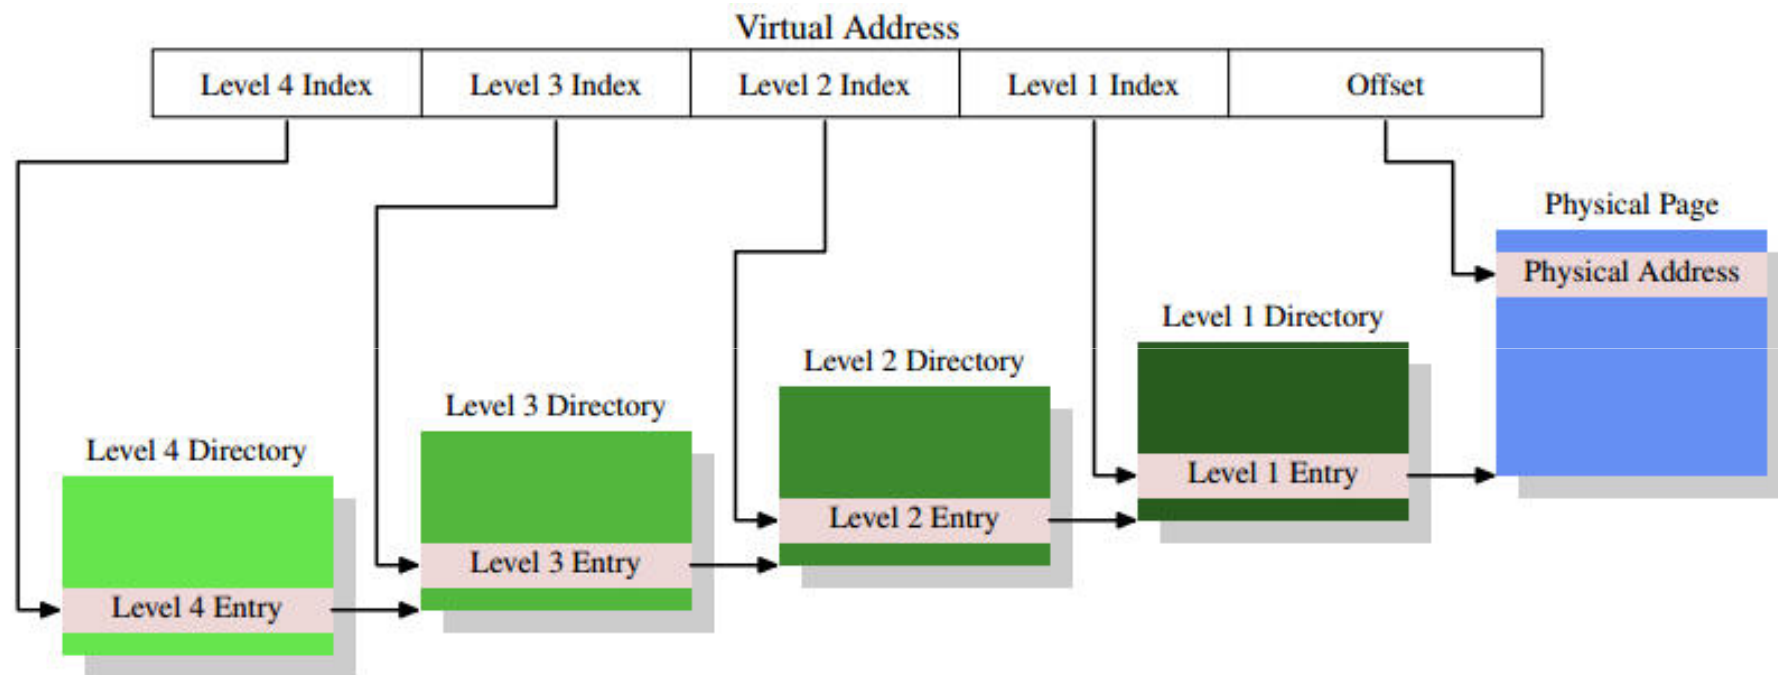 Virtual Address
Level 4 Index
Level 3 Index
Level 2 Index
Level 1 Index
Offset
Physical Page
Physical Address
Level 1 Directory
Level 2 Directory
Level 3 Directory
Level 4 Directory
Level 1 Entry
Level 2 Entry
Level 3 Entry
Level 4 Entry